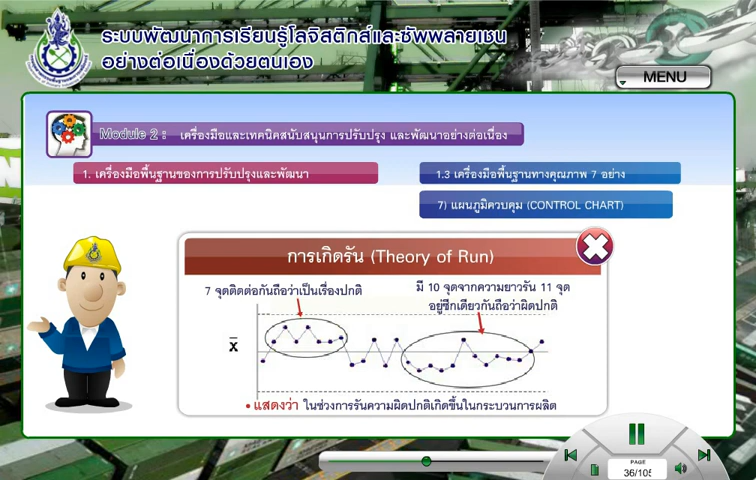 ระบบพัฒนาการเรียนรู้โลจิสติกส์และซัพพลายเชน
อย่างต่อเนื่องด้วยตนเอง
MENU
Module 2 : เครื่องมือและเทคนิคสนับสนุนการปรับปรุง และพัฒนาอย่างต่อเนื่อง
1. เครื่องมือพื้นฐานของการปรับปรุงและพัฒนา
1.3 เครื่องมือพื้นฐานทางคุณภาพ 7 อย่าง
7) แผนภูมิควบคุม (CONTROL CHART)
การเกิดรัน (Theory of Run)
7 จุดติดต่อกันถือว่าเป็นเรื่องปกติ
มี 10 จุดจากความยาวรัน 11 จุด
อยู่ซีกเดียวกันถือว่าผิดปกติ
x̅
• แสดงว่า ในช่วงการรันความผิดปกติเกิดขึ้นในกระบวนการผลิต
PAGE
36/105